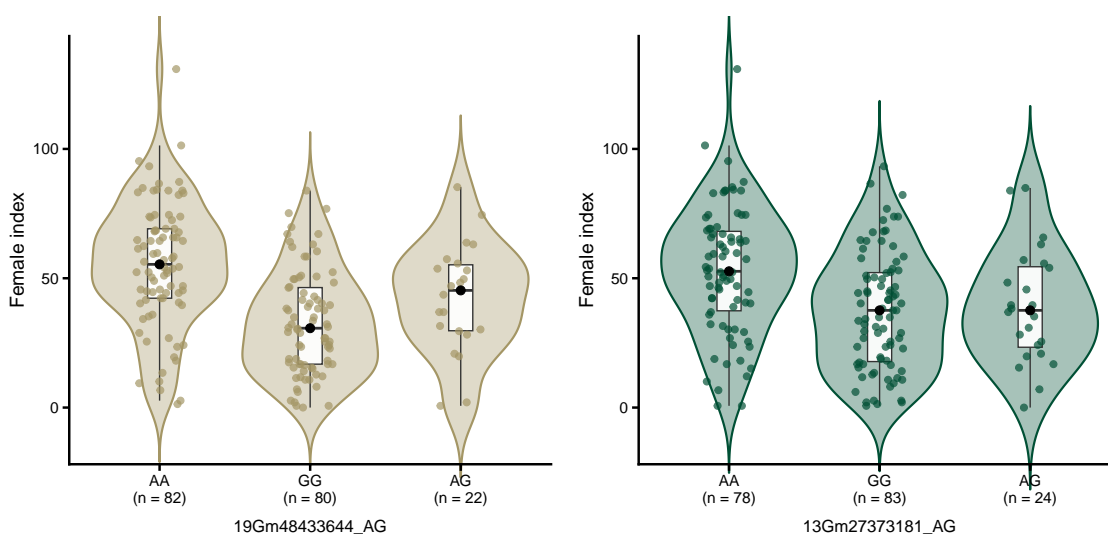 Female index
100
50
0
AA
(n = 82)
GG
(n = 80)
AG
(n = 22)
19Gm48433644_AG
Female index
100
50
0
AA
(n = 78)
GG
(n = 83)
AG
(n = 24)
13Gm27373181_AG